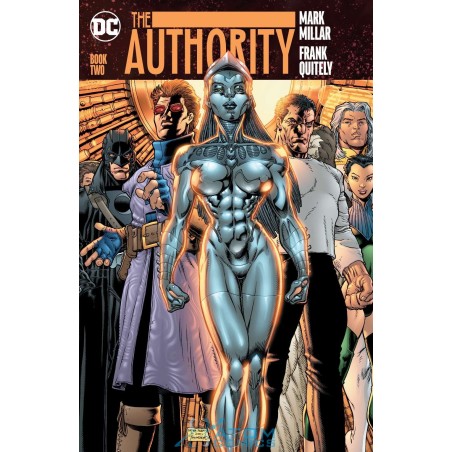 DC
THE
AUTHORITY
MARK
MILLAR
FRANK
QUITELY
BOOK
TWO